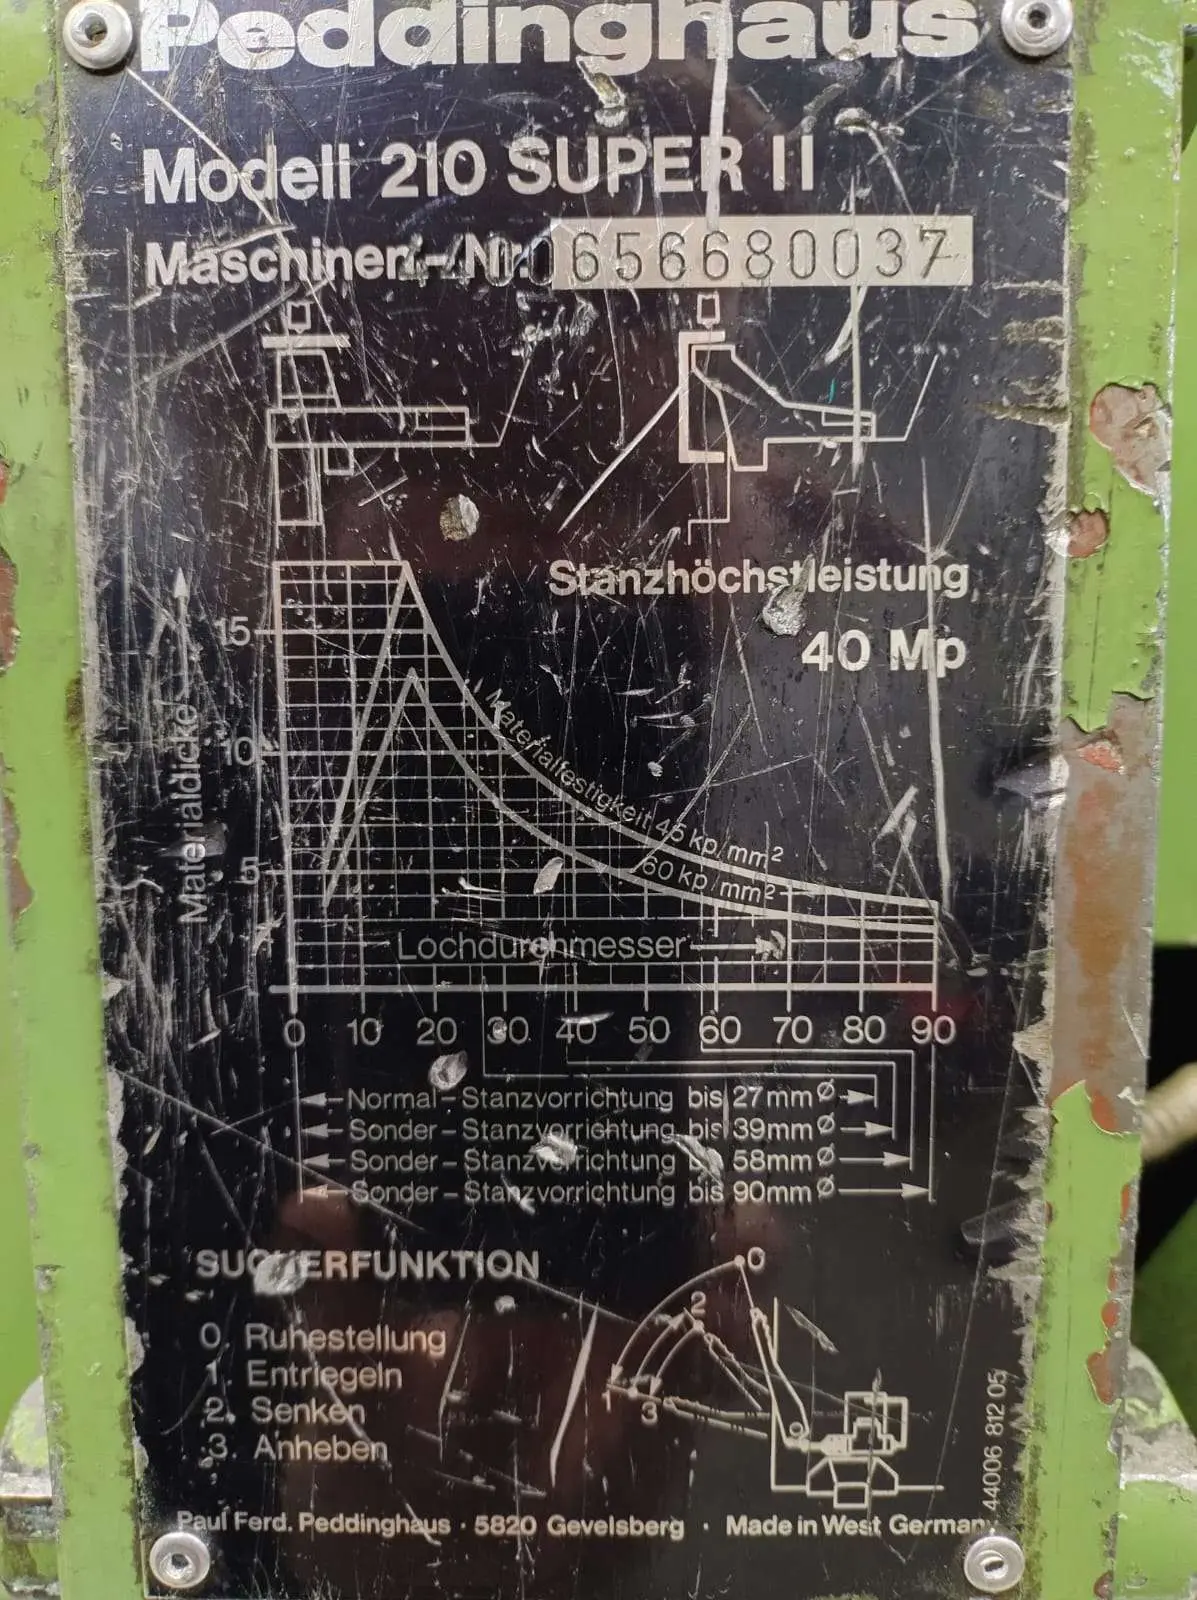 Peddinghaus
Modell 210 SUPER II
Maschinen-Nr. 656680037
Stanzhöchstleistung
40 Mp
15
10
5
Materialdicke
Materialfestigkeit 45 kp/mm²
60 kp/mm²
Lochdurchmesser
0 10 20 30 40 50 60 70 80 90
Normal-Stanzvorrichtung bis 27mm Ø
Sonder-Stanzvorrichtung bis 39mm Ø
Sonder-Stanzvorrichtung bis 58mm Ø
Sonder-Stanzvorrichtung bis 90mm Ø
SUCHERFUNKTION
0. Ruhestellung
1. Entriegeln
2. Senken
3. Anheben
0
2
1
3
44006 812 05
Paul Ferd. Peddinghaus · 5820 Gevelsberg · Made in West Germany